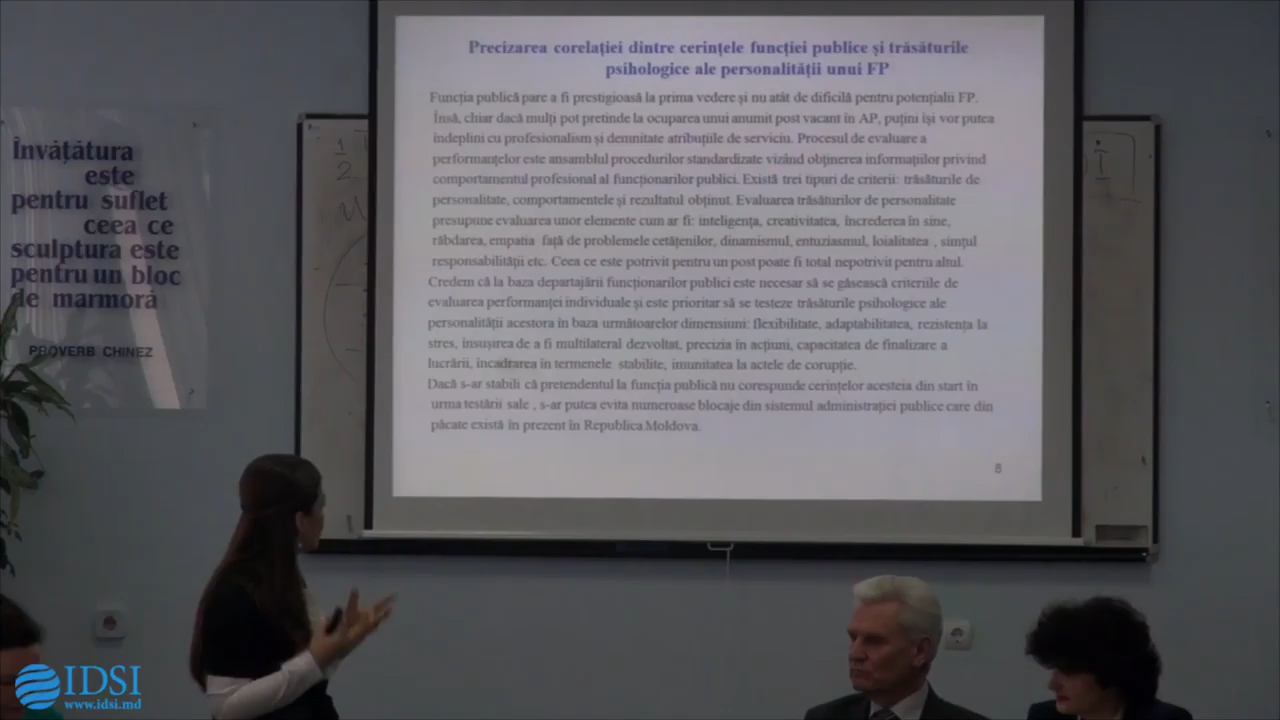 Precizarea corelației dintre cerințele funcției publice și trăsăturile
psihologice ale personalității unui FP
Funcția publică pare a fi prestigioasă la prima vedere și nu atât de dificilă pentru potențialii FP.
Însă, chiar dacă mulți pot pretinde la ocuparea unui anumit post vacant în AP, puțini își vor putea
îndeplini cu profesionalism și demnitate atribuțiile de serviciu. Procesul de evaluare a
performanțelor este ansamblul procedurilor standardizate vizând obținerea informațiilor privind
comportamentul profesional al funcționarilor publici. Există trei tipuri de criterii: trăsăturile de
personalitate, comportamentele și rezultatul obținut. Evaluarea trăsăturilor de personalitate
presupune evaluarea unor elemente cum ar fi: inteligența, creativitatea, încrederea în sine,
răbdarea, empatia față de problemele cetățenilor, dinamismul, entuziasmul, loialitatea , simțul
responsabilității etc. Ceea ce este potrivit pentru un post poate fi total nepotrivit pentru altul.
Credem că la baza departajării funcționarilor publici este necesar să se găsească criteriile de
evaluarea performanței individuale și este prioritar să se testeze trăsăturile psihologice ale
personalității acestora în baza următoarelor dimensiuni: flexibilitate, adaptabilitatea, rezistența la
stres, însușirea de a fi multilateral dezvoltat, precizia în acțiuni, capacitatea de finalizare a
lucrării, încadrarea în termenele stabilite, imunitatea la actele de corupție.
Dacă s-ar stabili că pretendentul la funcția publică nu corespunde cerințelor acesteia din start în
urma testării sale , s-ar putea evita numeroase blocaje din sistemul administrației publice care din
păcate există în prezent în Republica Moldova.
8
Învățătura
este
pentru suflet
ceea ce
sculptura este
pentru un bloc
de marmoră
PROVERB CHINEZ
1
2
IDSI
www.idsi.md